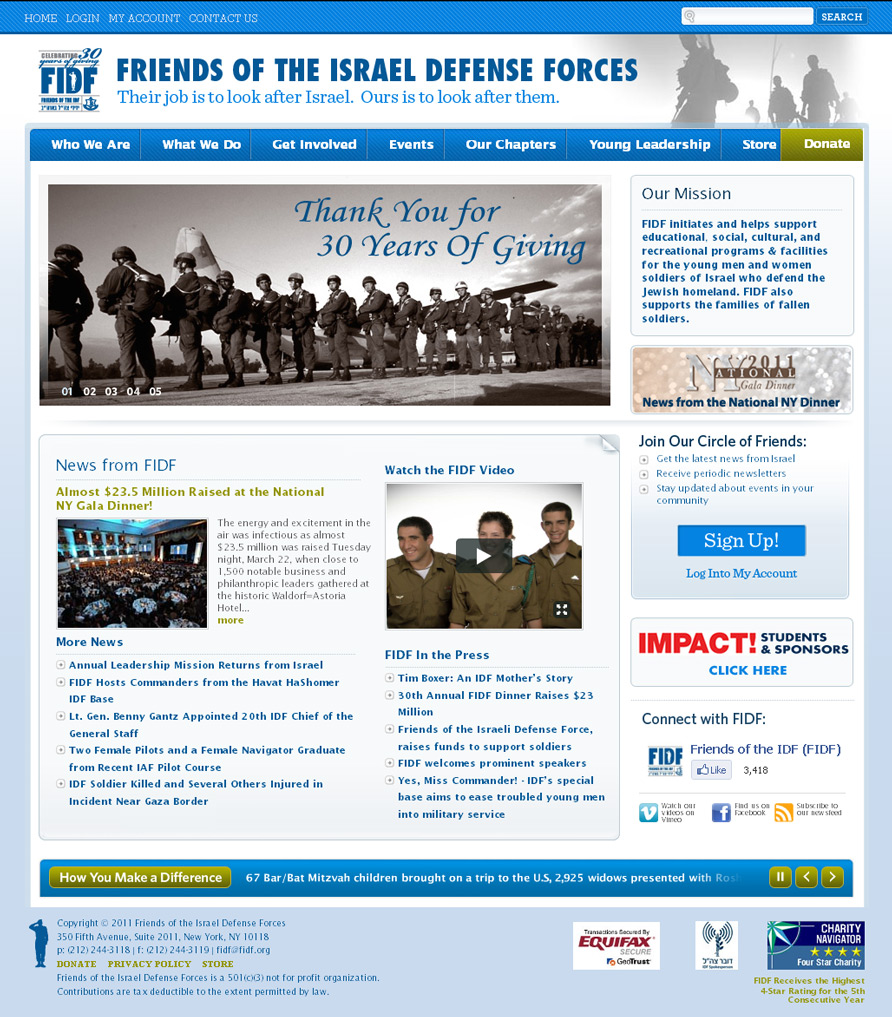 HOME LOGIN MY ACCOUNT CONTACT US
SEARCH
CELEBRATING 30
years of giving
FIDF
FRIENDS OF THE IDF
FRIENDS OF THE ISRAEL DEFENSE FORCES
Their job is to look after Israel. Ours is to look after them.
Who We Are
What We Do
Get Involved
Events
Our Chapters
Young Leadership
Store
Donate
Thank You for
30 Years Of Giving
01 02 03 04 05
Our Mission
FIDF initiates and helps support
educational, social, cultural, and
recreational programs & facilities
for the young men and women
soldiers of Israel who defend the
Jewish homeland. FIDF also
supports the families of fallen
soldiers.
NY 2011
NATIONAL
Gala Dinner
News from the National NY Dinner
News from FIDF
Almost $23.5 Million Raised at the National
NY Gala Dinner!
The energy and excitement in the
air was infectious as almost
$23.5 million was raised Tuesday
night, March 22, when close to
1,500 notable business and
philanthropic leaders gathered at
the historic Waldorf=Astoria
Hotel...
more
More News
Annual Leadership Mission Returns from Israel
FIDF Hosts Commanders from the Havat HaShomer
IDF Base
Lt. Gen. Benny Gantz Appointed 20th IDF Chief of the
General Staff
Two Female Pilots and a Female Navigator Graduate
from Recent IAF Pilot Course
IDF Soldier Killed and Several Others Injured in
Incident Near Gaza Border
Watch the FIDF Video
FIDF In the Press
Tim Boxer: An IDF Mother's Story
30th Annual FIDF Dinner Raises $23
Million
Friends of the Israeli Defense Force,
raises funds to support soldiers
FIDF welcomes prominent speakers
Yes, Miss Commander! - IDF's special
base aims to ease troubled young men
into military service
Join Our Circle of Friends:
Get the latest news from Israel
Receive periodic newsletters
Stay updated about events in your
community
Sign Up!
Log Into My Account
IMPACT! STUDENTS
& SPONSORS
CLICK HERE
Connect with FIDF:
FIDF
Friends of the IDF (FIDF)
Like
3,418
Watch our
videos on
Vimeo
Find us on
Facebook
Subscribe to
our newsfeed
How You Make a Difference
67 Bar/Bat Mitzvah children brought on a trip to the U.S, 2,925 widows presented with Rosh
Copyright © 2011 Friends of the Israel Defense Forces
350 Fifth Avenue, Suite 2011, New York, NY 10118
p: (212) 244-3118 | f: (212) 244-3119 | fidf@fidf.org
DONATE PRIVACY POLICY STORE
Friends of the Israel Defense Forces is a 501(c)(3) not for profit organization.
Contributions are tax deductible to the extent permitted by law.
Transactions Secured By
EQUIFAX
SECURE
GeoTrust
דובר צה"ל
IDF Spokesperson
CHARITY
NAVIGATOR
Four Star Charity
FIDF Receives the Highest
4-Star Rating for the 5th
Consecutive Year